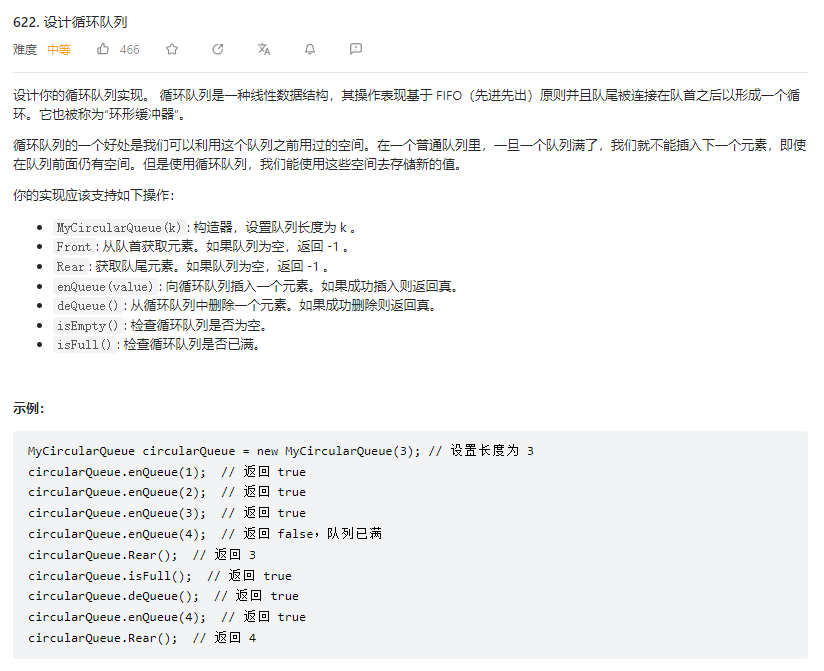 622. 设计循环队列
难度 中等 466
设计你的循环队列实现。 循环队列是一种线性数据结构，其操作表现基于 FIFO（先进先出）原则并且队尾被连接在队首之后以形成一个循
环。它也被称为“环形缓冲器”。
循环队列的一个好处是我们可以利用这个队列之前用过的空间。在一个普通队列里，一旦一个队列满了，我们就不能插入下一个元素，即使
在队列前面仍有空间。但是使用循环队列，我们能使用这些空间去存储新的值。
你的实现应该支持如下操作：
MyCircularQueue(k): 构造器，设置队列长度为 k 。
Front: 从队首获取元素。如果队列为空，返回 -1 。
Rear: 获取队尾元素。如果队列为空，返回 -1 。
enQueue(value): 向循环队列插入一个元素。如果成功插入则返回真。
deQueue(): 从循环队列中删除一个元素。如果成功删除则返回真。
isEmpty(): 检查循环队列是否为空。
isFull(): 检查循环队列是否已满。
示例：
MyCircularQueue circularQueue = new MyCircularQueue(3); // 设置长度为 3
circularQueue.enQueue(1);  // 返回 true
circularQueue.enQueue(2);  // 返回 true
circularQueue.enQueue(3);  // 返回 true
circularQueue.enQueue(4);  // 返回 false，队列已满
circularQueue.Rear();  // 返回 3
circularQueue.isFull();  // 返回 true
circularQueue.deQueue();  // 返回 true
circularQueue.enQueue(4);  // 返回 true
circularQueue.Rear();  // 返回 4